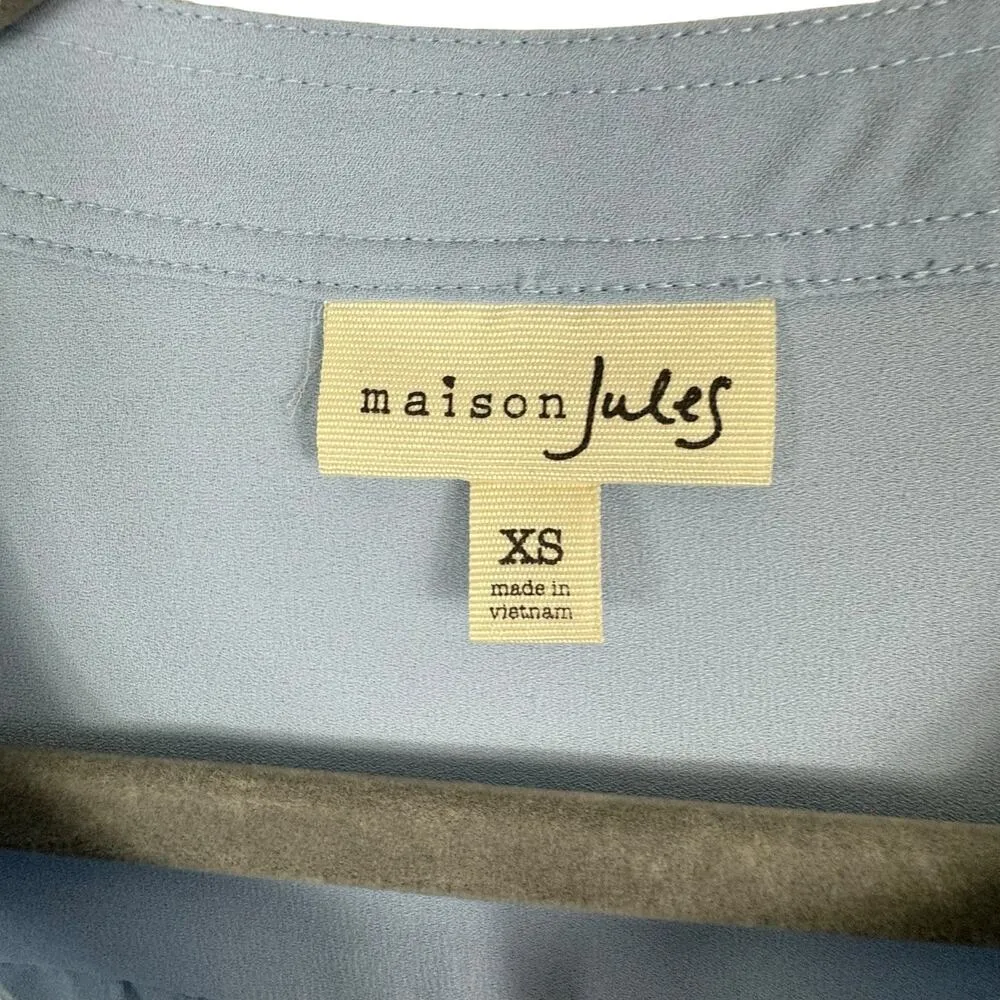 maison Jules
XS
made in
vietnam